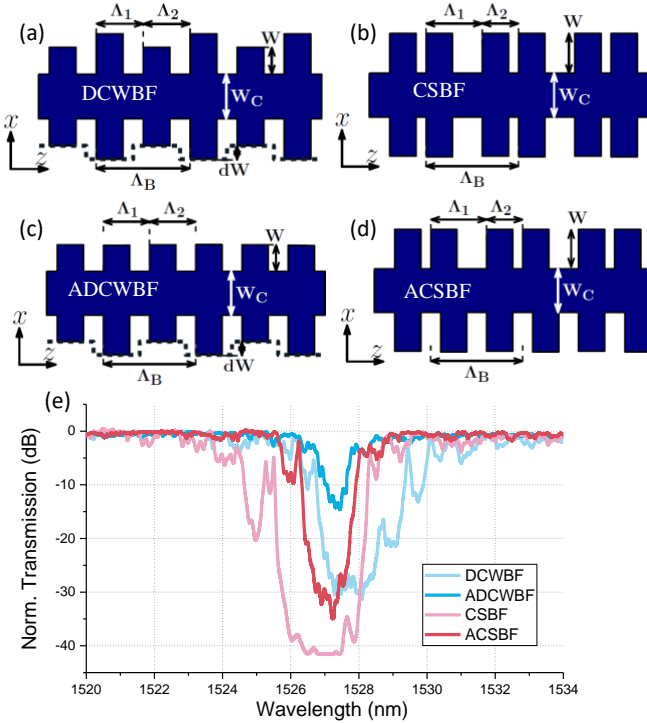 (a) Λ1 Λ2 W
DCWBF WC
x
z ΛB dW
(b) Λ1 Λ2 W
CSBF WC
x
z ΛB
(c) Λ1 Λ2 W
ADCWBF WC
x
z ΛB dW
(d) Λ1 Λ2 W
ACSBF WC
x
z ΛB
(e)
Norm. Transmission (dB)
0
-10
-20
-30
-40
DCWBF
ADCWBF
CSBF
ACSBF
1520 1522 1524 1526 1528 1530 1532 1534
Wavelength (nm)